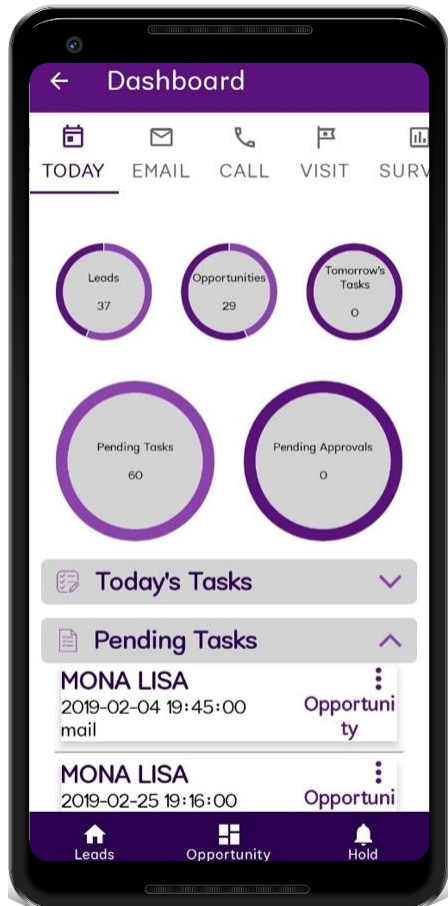 Dashboard
TODAY
EMAIL
CALL
VISIT
SURV
Leads
37
Opportunities
29
Tomorrow's
Tasks
0
Pending Tasks
60
Pending Approvals
0
Today's Tasks
Pending Tasks
MONA LISA
2019-02-04 19:45:00
mail
Opportuni
ty
MONA LISA
2019-02-25 19:16:00
Opportuni
Leads
Opportunity
Hold